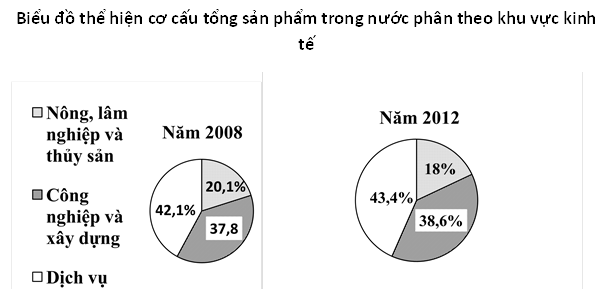 Biểu đồ thể hiện cơ cấu tổng sản phẩm trong nước phân theo khu vực kinh
tế
Nông, lâm
nghiệp và
thủy sản
Công
nghiệp và
xây dựng
Dịch vụ
Năm 2008
20,1%
42,1%
37,8
Năm 2012
18%
43,4%
38,6%